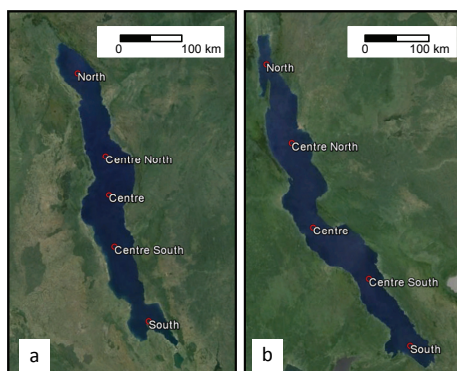 0 100 km
North
Centre North
Centre
Centre South
South
a
0 100 km
North
Centre North
Centre
Centre South
South
b